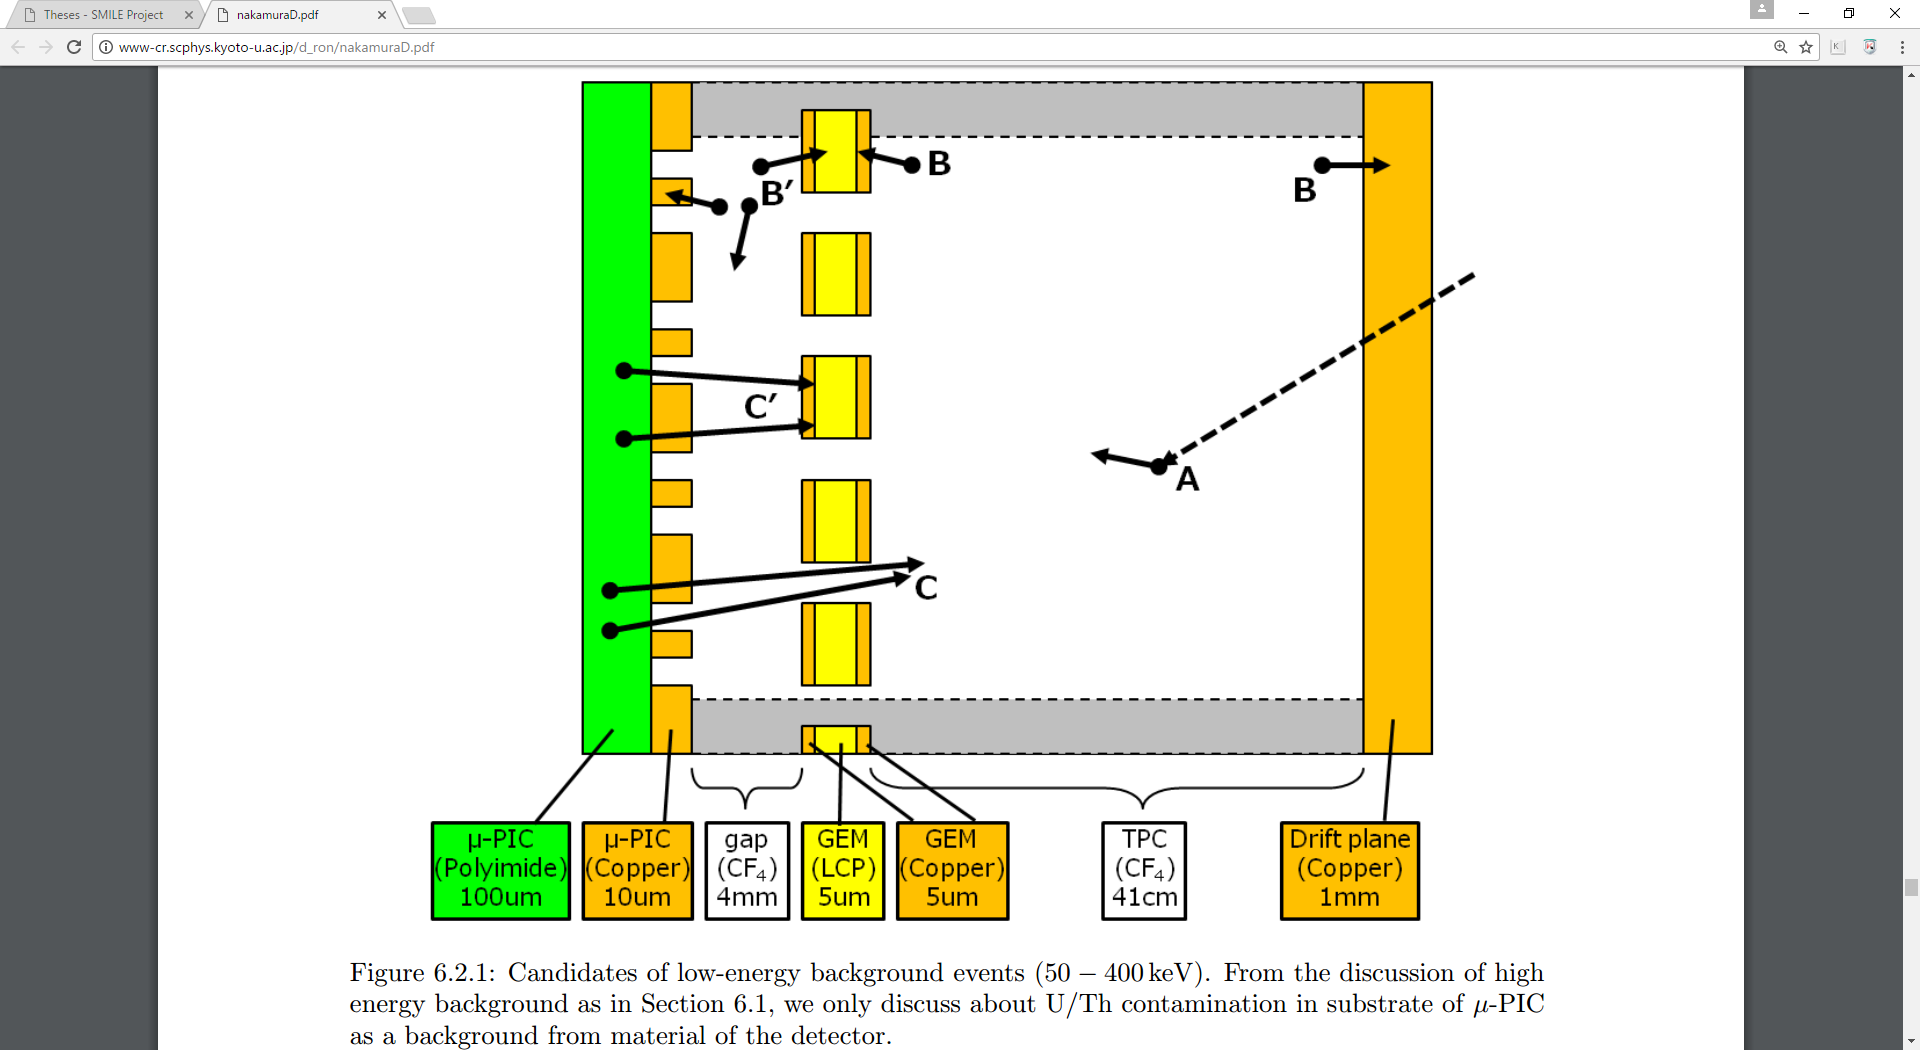 Theses - SMILE Project
nakamuraD.pdf
www-cr.scphys.kyoto-u.ac.jp/d_ron/nakamuraD.pdf
B′
B
B
C′
A
C
μ-PIC
(Polyimide)
100um
μ-PIC
(Copper)
10um
gap
(CF₄)
4mm
GEM
(LCP)
5um
GEM
(Copper)
5um
TPC
(CF₄)
41cm
Drift plane
(Copper)
1mm
Figure 6.2.1: Candidates of low-energy background events (50 – 400 keV). From the discussion of high
energy background as in Section 6.1, we only discuss about U/Th contamination in substrate of μ-PIC
as a background from material of the detector.